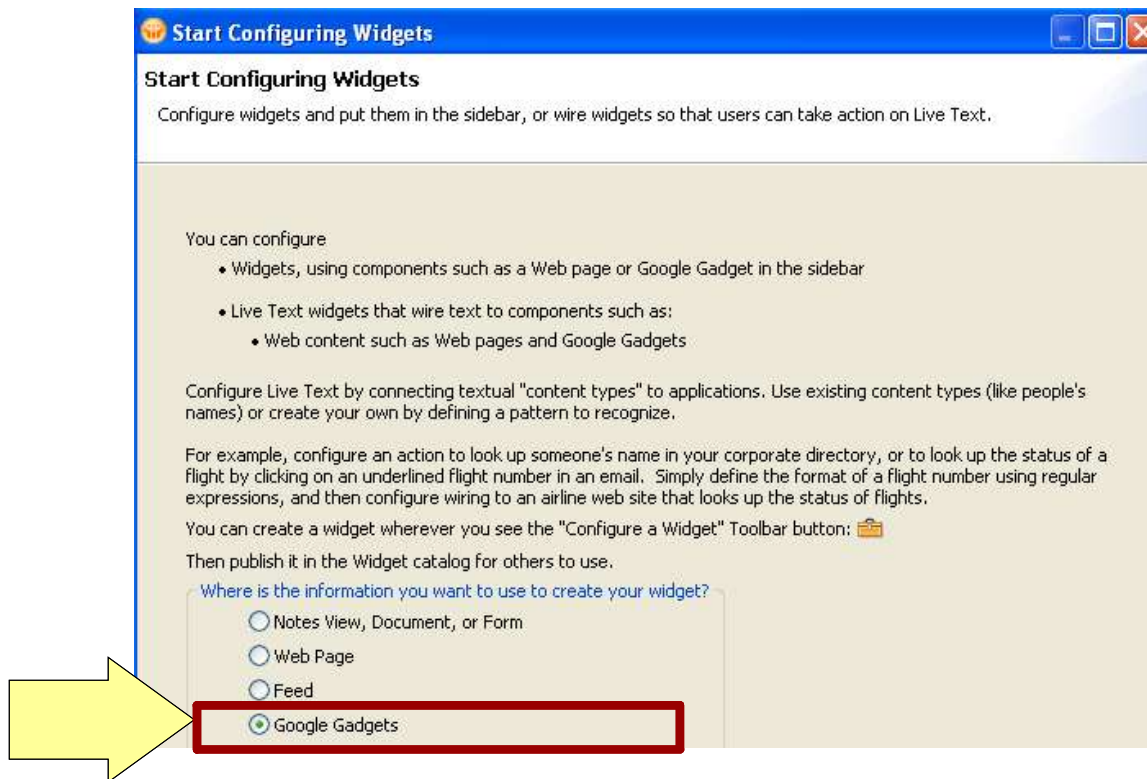 Start Configuring Widgets
Start Configuring Widgets
Configure widgets and put them in the sidebar, or wire widgets so that users can take action on Live Text.
You can configure
• Widgets, using components such as a Web page or Google Gadget in the sidebar
• Live Text widgets that wire text to components such as:
• Web content such as Web pages and Google Gadgets
Configure Live Text by connecting textual "content types" to applications. Use existing content types (like people's
names) or create your own by defining a pattern to recognize.
For example, configure an action to look up someone's name in your corporate directory, or to look up the status of a
flight by clicking on an underlined flight number in an email.  Simply define the format of a flight number using regular
expressions, and then configure wiring to an airline web site that looks up the status of flights.
You can create a widget wherever you see the "Configure a Widget" Toolbar button:
Then publish it in the Widget catalog for others to use.
Where is the information you want to use to create your widget?
Notes View, Document, or Form
Web Page
Feed
Google Gadgets